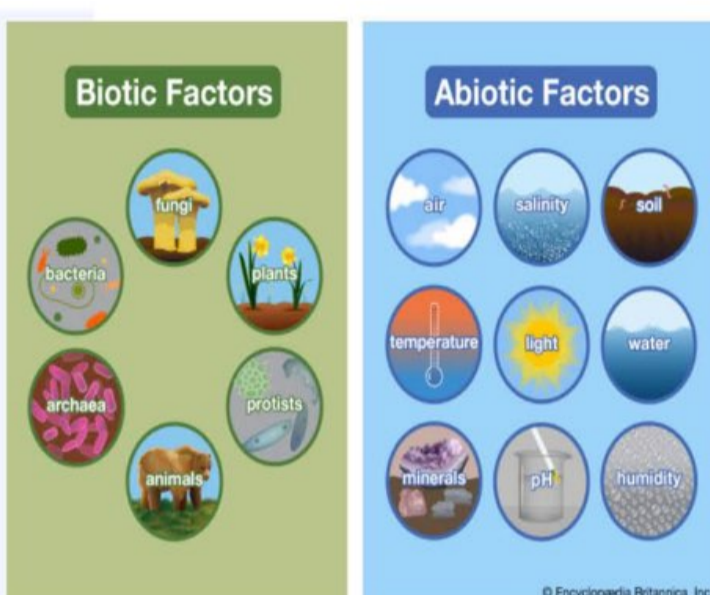 Biotic Factors
fungi
bacteria
plants
archaea
protists
animals
Abiotic Factors
air
salinity
soil
temperature
light
water
minerals
pH
humidity
© Encyclopædia Britannica, Inc.